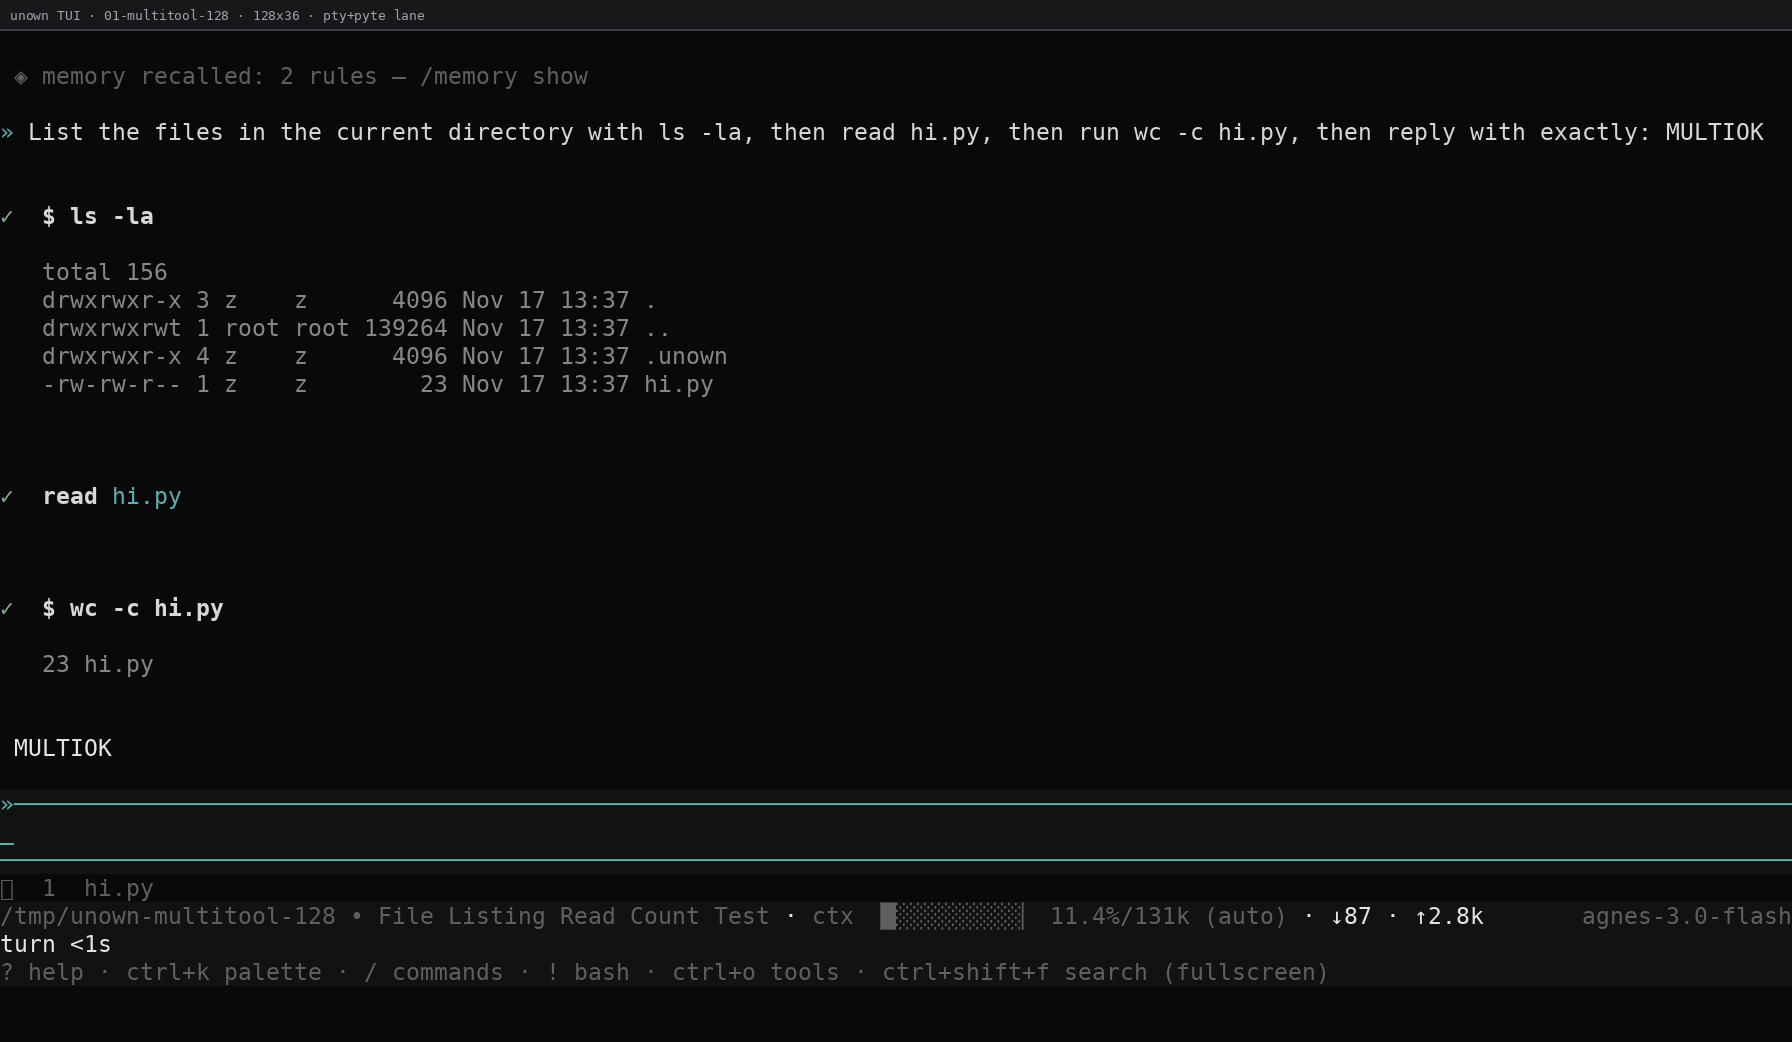 unown TUI · 01-multitool-128 · 128x36 · pty+pyte lane
◈ memory recalled: 2 rules — /memory show
» List the files in the current directory with ls -la, then read hi.py, then run wc -c hi.py, then reply with exactly: MULTIOK
✓  $ ls -la
total 156
drwxrwxr-x 3 z    z      4096 Nov 17 13:37 .
drwxrwxrwt 1 root root 139264 Nov 17 13:37 ..
drwxrwxr-x 4 z    z      4096 Nov 17 13:37 .unown
-rw-rw-r-- 1 z    z        23 Nov 17 13:37 hi.py
✓  read hi.py
✓  $ wc -c hi.py
23 hi.py
MULTIOK
»
1  hi.py
/tmp/unown-multitool-128 • File Listing Read Count Test · ctx  █░░░░░░░░░▏ 11.4%/131k (auto) · ↓87 · ↑2.8k       agnes-3.0-flash
turn <1s
? help · ctrl+k palette · / commands · ! bash · ctrl+o tools · ctrl+shift+f search (fullscreen)